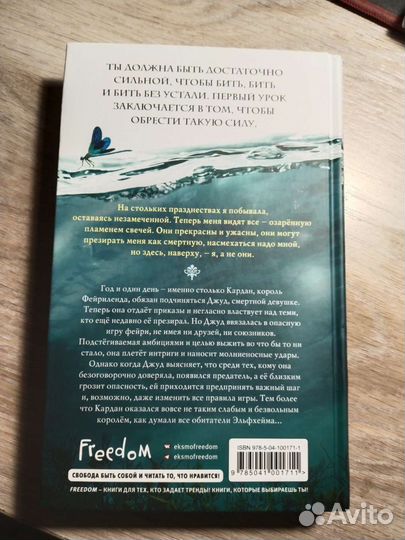 ТЫ ДОЛЖНА БЫТЬ ДОСТАТОЧНО
СИЛЬНОЙ, ЧТОБЫ БИТЬ, БИТЬ
И БИТЬ БЕЗ УСТАЛИ. ПЕРВЫЙ УРОК
ЗАКЛЮЧАЕТСЯ В ТОМ, ЧТОБЫ
ОБРЕСТИ ТАКУЮ СИЛУ.
На стольких празднествах я побывала,
оставаясь незамеченной. Теперь меня видят все – озарённую
пламенем свечей. Они прекрасны и ужасны, они могут
презирать меня как смертную, насмехаться надо мной,
но здесь, наверху, – я, а не они.
Год и один день – именно столько Кардан, король
Фейриленда, обязан подчиняться Джуд, смертной девушке.
Теперь она отдаёт приказы и негласно властвует над теми,
кто ещё недавно её презирал. Но Джуд ввязалась в опасную
игру фейри, не имея ни друзей, ни союзников.
Подстёгиваемая амбициями и целью выжить во что бы то ни
стало, она плетёт интриги и наносит молниеносные удары.
Однако когда Джуд выясняет, что среди тех, кому она
безоговорочно доверяла, появился предатель, а её близким
грозит опасность, ей приходится предпринять важный шаг и,
возможно, даже изменить все правила игры. Тем более
что Кардан оказался вовсе не таким слабым и безвольным
королём, как думали все обитатели Эльфхейма...
Freedom
eksmofreedom
eksmofreedom
ISBN 978-5-04-100171-1
9 785041 001711 >
СВОБОДА БЫТЬ СОБОЙ И ЧИТАТЬ ТО, ЧТО НРАВИТСЯ!
FREEDOM – КНИГИ ДЛЯ ТЕХ, КТО ЗАДАЕТ ТРЕНДЫ! КНИГИ, КОТОРЫЕ ВЫБИРАЕШЬ ТЫ!
Avito